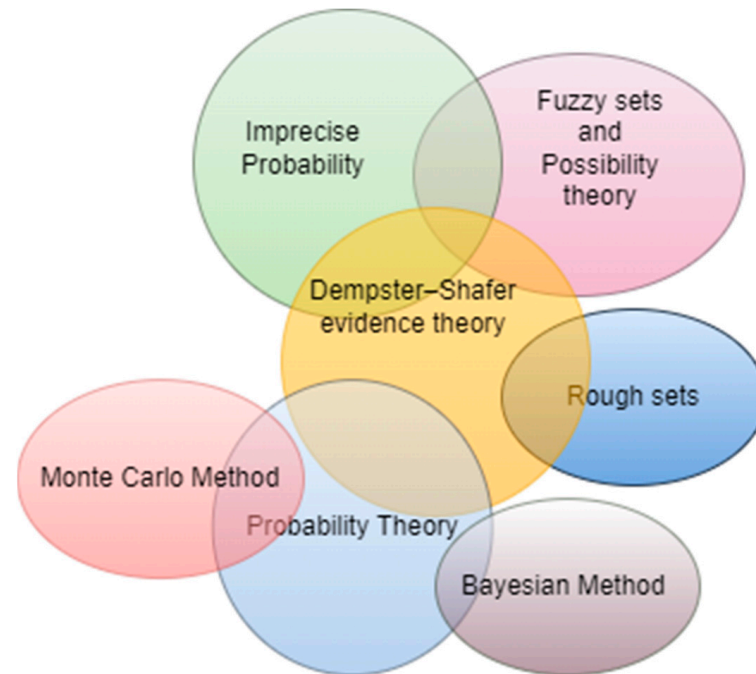 Imprecise
Probability
Fuzzy sets
and
Possibility
theory
Dempster–Shafer
evidence theory
Rough sets
Monte Carlo Method
Probability Theory
Bayesian Method